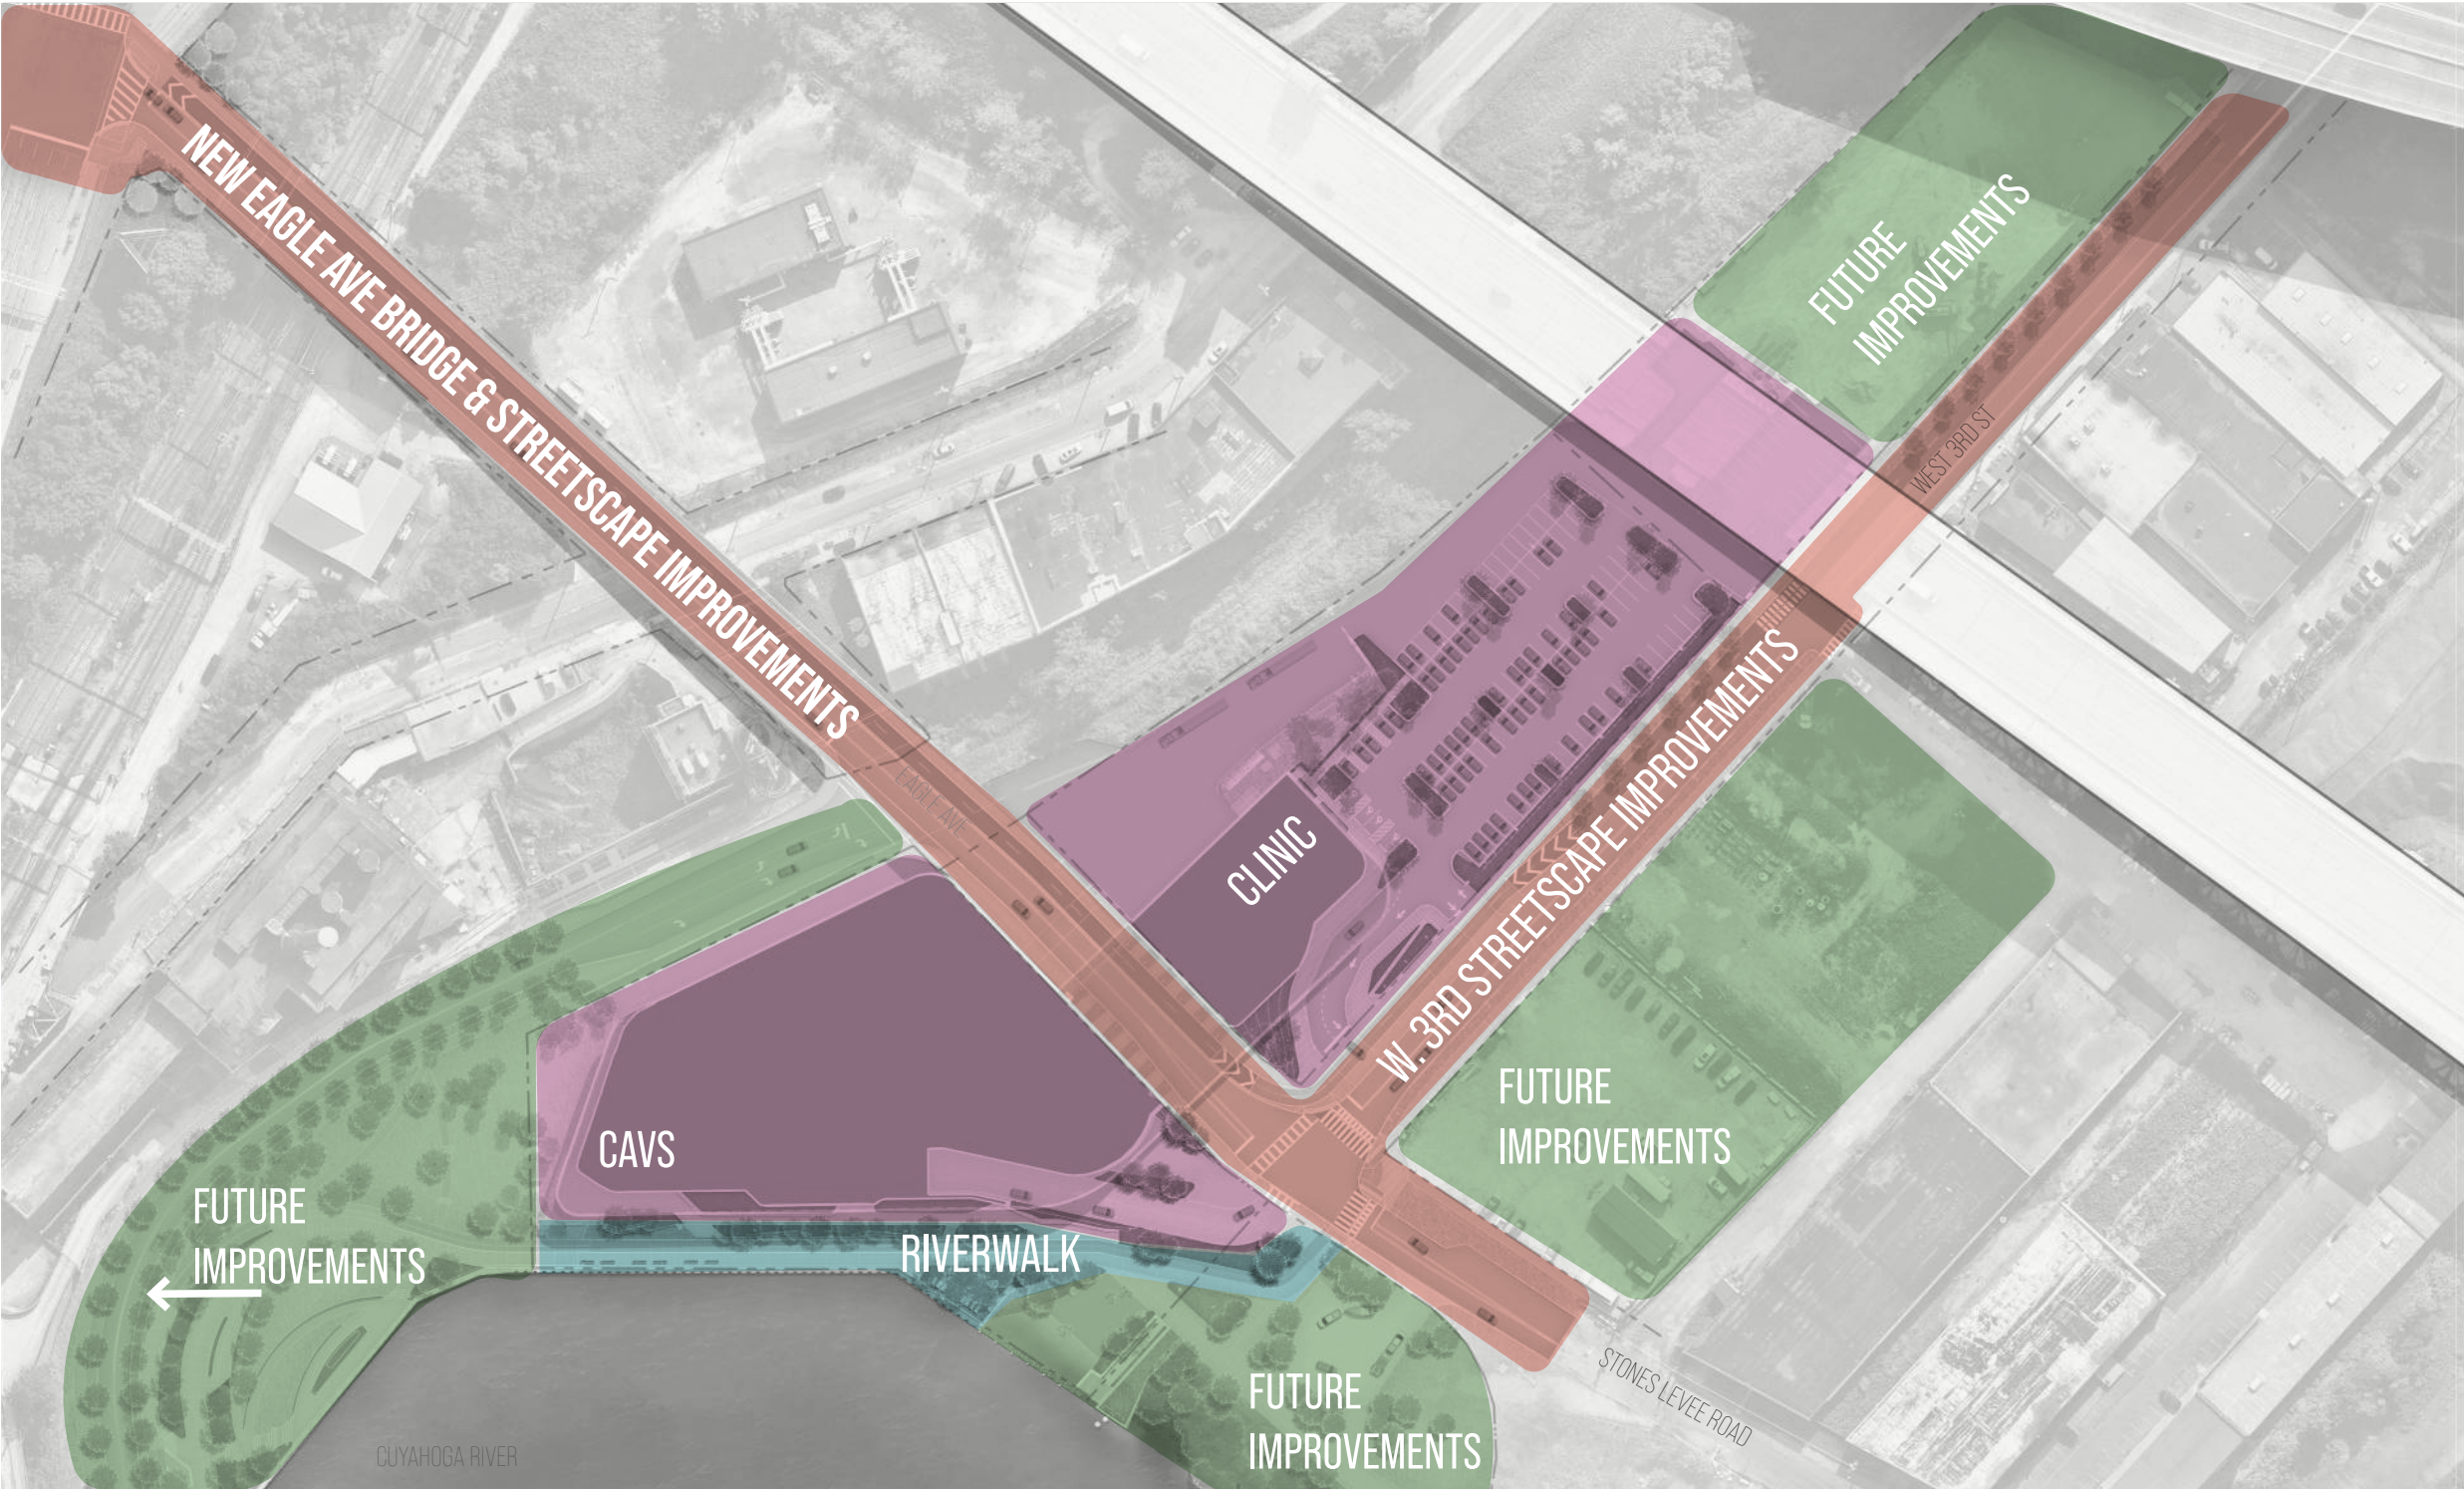 NEW EAGLE AVE BRIDGE & STREETSCAPE IMPROVEMENTS
FUTURE
IMPROVEMENTS
WEST 3RD ST
EAGLE AVE
CLINIC
W. 3RD STREETSCAPE IMPROVEMENTS
CAVS
FUTURE
IMPROVEMENTS
FUTURE
IMPROVEMENTS
RIVERWALK
FUTURE
IMPROVEMENTS
STONES LEVEE ROAD
CUYAHOGA RIVER